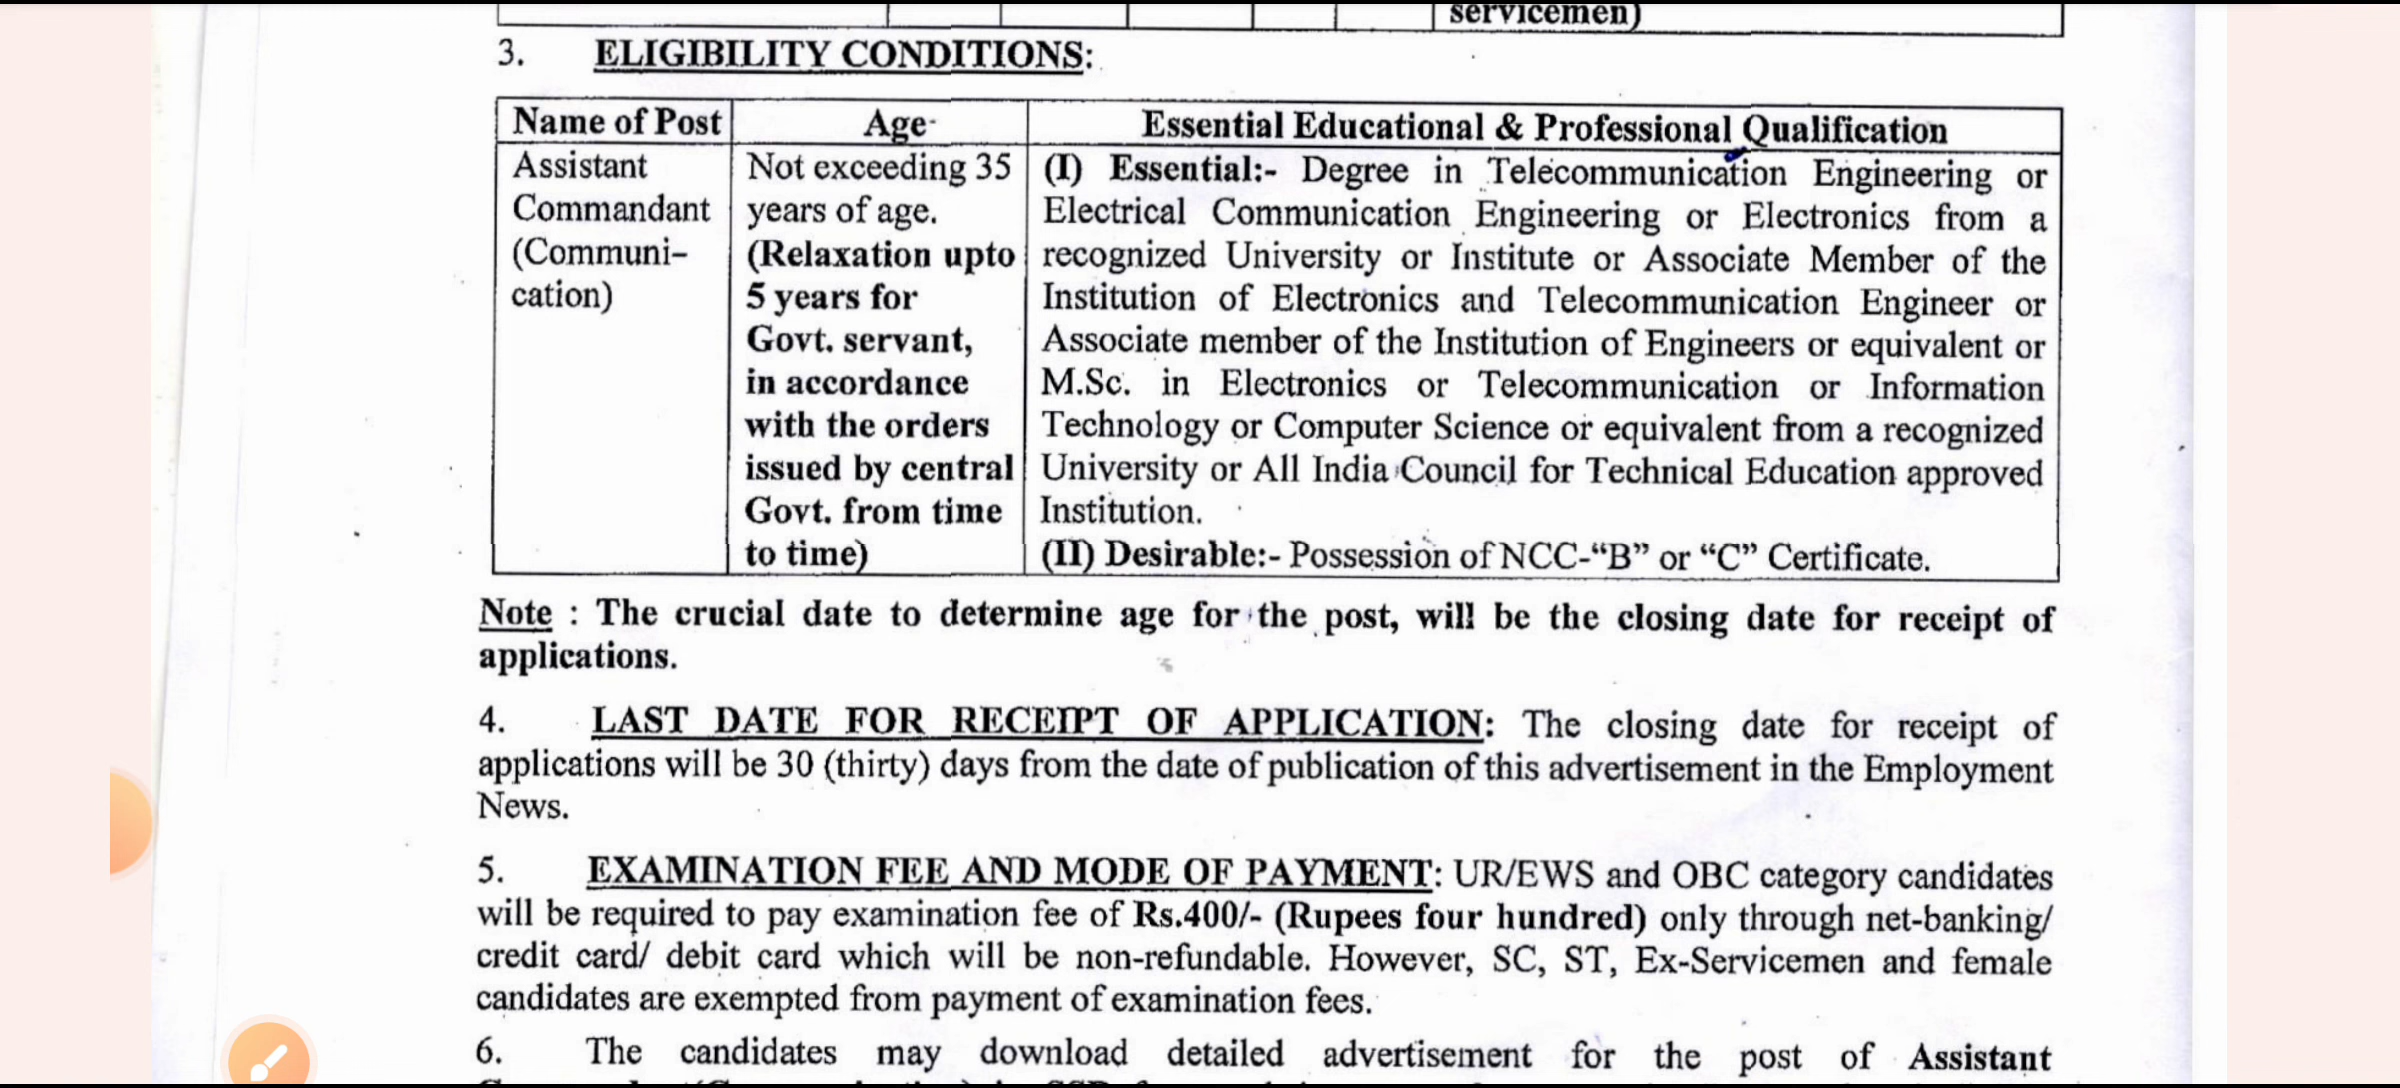 servicemen)
3. ELIGIBILITY CONDITIONS:
Name of Post Age Essential Educational & Professional Qualification
Assistant
Commandant
(Communi-
cation)
Not exceeding 35
years of age.
(Relaxation upto
5 years for
Govt. servant,
in accordance
with the orders
issued by central
Govt. from time
to time)
(I) Essential:- Degree in Telecommunication Engineering or
Electrical Communication Engineering or Electronics from a
recognized University or Institute or Associate Member of the
Institution of Electronics and Telecommunication Engineer or
Associate member of the Institution of Engineers or equivalent or
M.Sc. in Electronics or Telecommunication or Information
Technology or Computer Science or equivalent from a recognized
University or All India Council for Technical Education approved
Institution.
(II) Desirable:- Possession of NCC-“B” or “C” Certificate.
Note : The crucial date to determine age for the post, will be the closing date for receipt of
applications.
4. LAST DATE FOR RECEIPT OF APPLICATION: The closing date for receipt of
applications will be 30 (thirty) days from the date of publication of this advertisement in the Employment
News.
5. EXAMINATION FEE AND MODE OF PAYMENT: UR/EWS and OBC category candidates
will be required to pay examination fee of Rs.400/- (Rupees four hundred) only through net-banking/
credit card/ debit card which will be non-refundable. However, SC, ST, Ex-Servicemen and female
candidates are exempted from payment of examination fees.
6. The candidates may download detailed advertisement for the post of Assistant